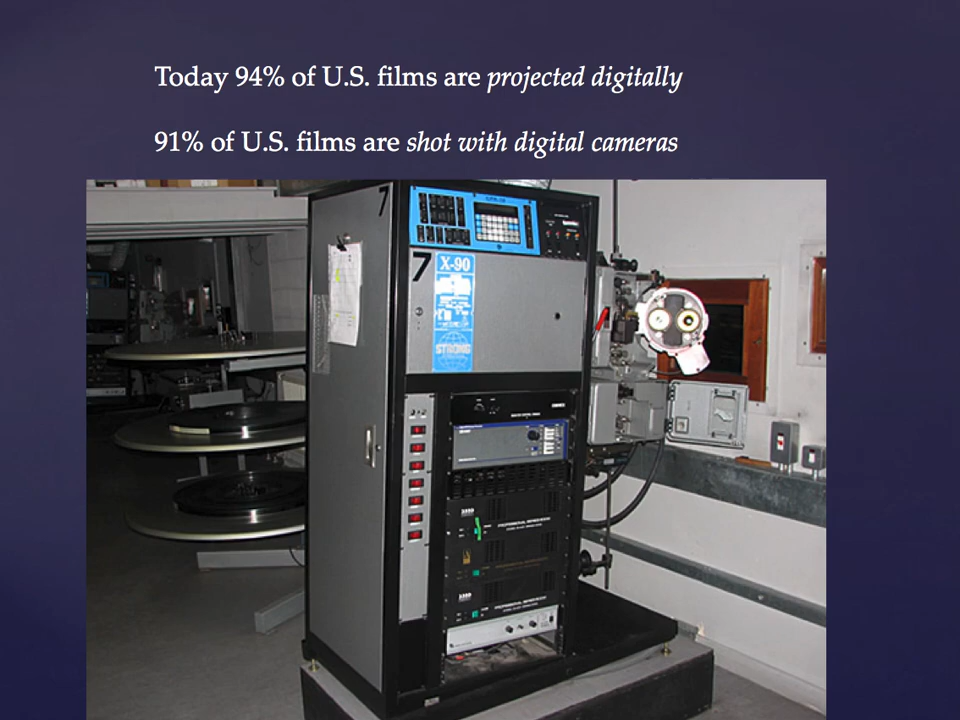 Today 94% of U.S. films are projected digitally
91% of U.S. films are shot with digital cameras
7
7
X-90
STRONG